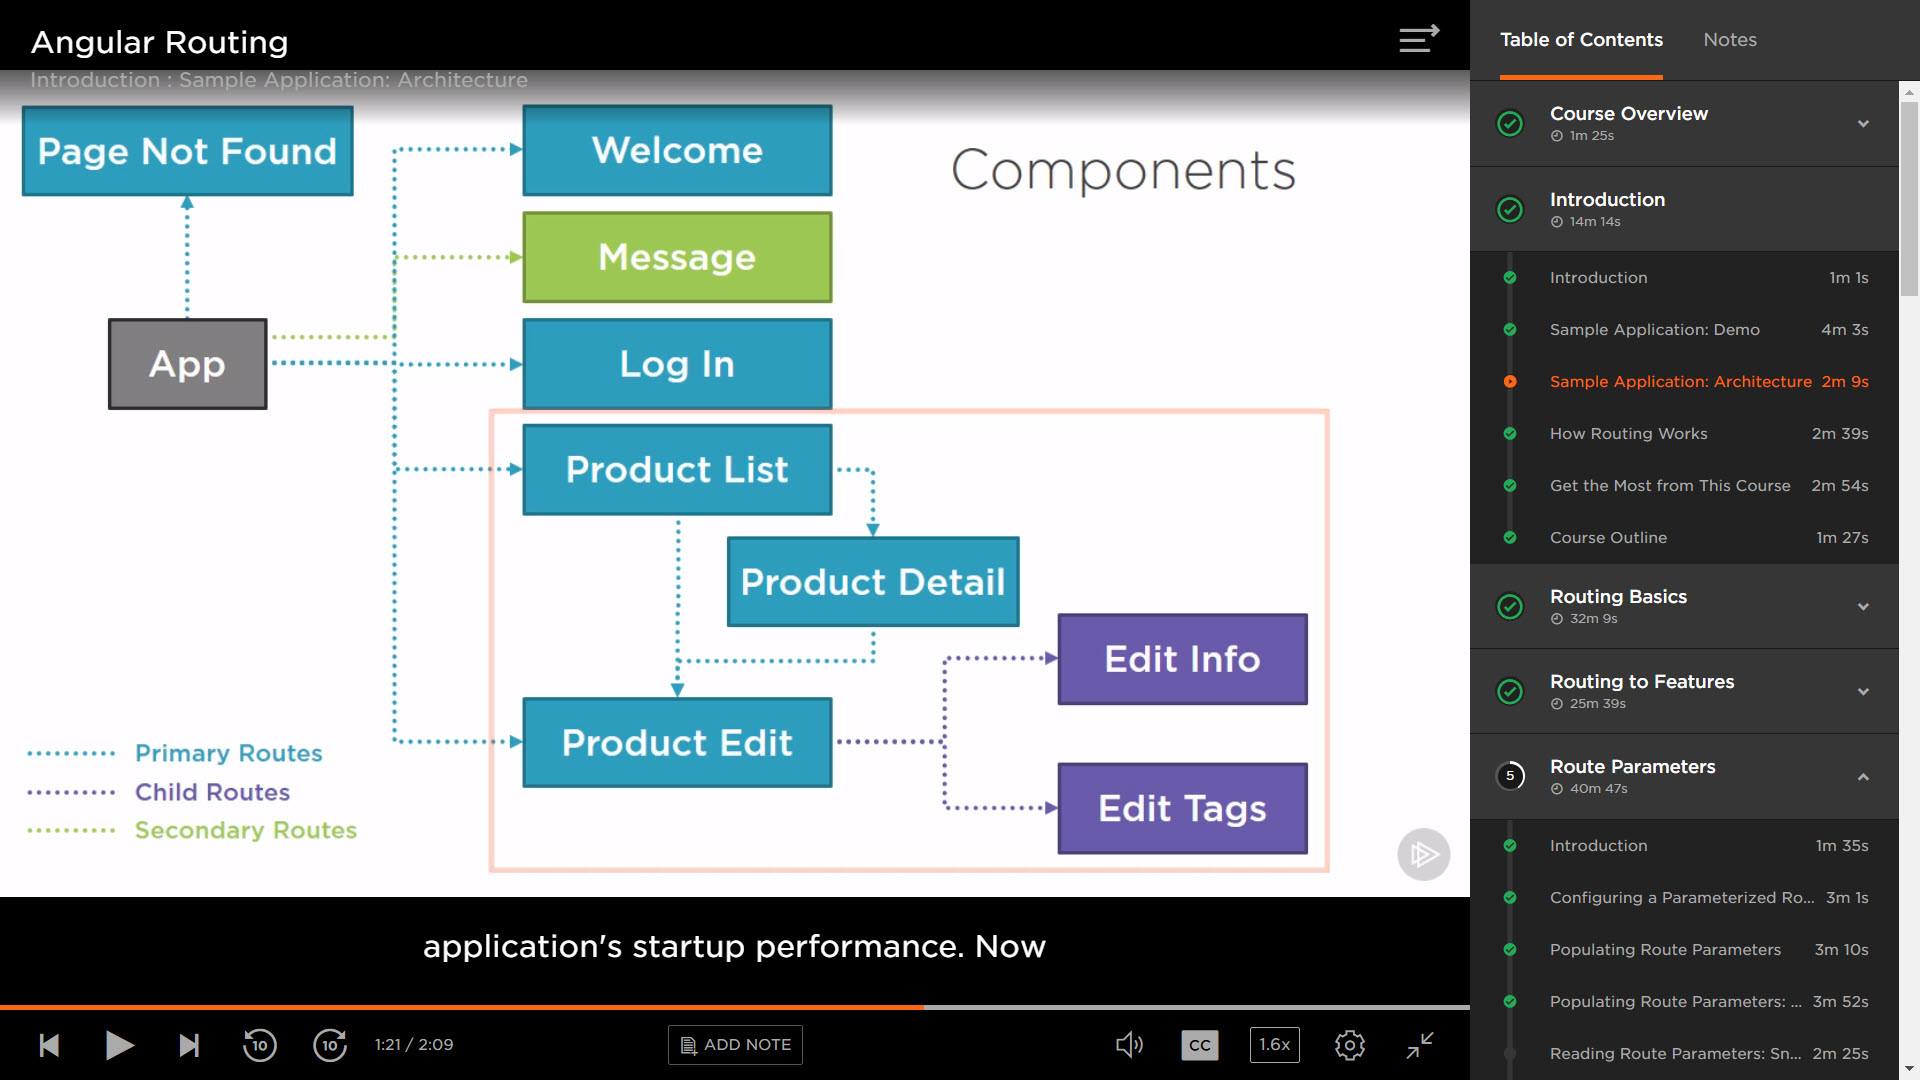 Angular Routing
Introduction : Sample Application: Architecture
Page Not Found
Welcome
Components
Message
App
Log In
Product List
Product Detail
Edit Info
Product Edit
Edit Tags
Primary Routes
Child Routes
Secondary Routes
application's startup performance. Now
10
10
1:21 / 2:09
ADD NOTE
CC
1.6x
Table of Contents
Notes
Course Overview
1m 25s
Introduction
14m 14s
Introduction 1m 1s
Sample Application: Demo 4m 3s
Sample Application: Architecture 2m 9s
How Routing Works 2m 39s
Get the Most from This Course 2m 54s
Course Outline 1m 27s
Routing Basics
32m 9s
Routing to Features
25m 39s
5
Route Parameters
40m 47s
Introduction 1m 35s
Configuring a Parameterized Ro... 3m 1s
Populating Route Parameters 3m 10s
Populating Route Parameters: ... 3m 52s
Reading Route Parameters: Sn... 2m 25s